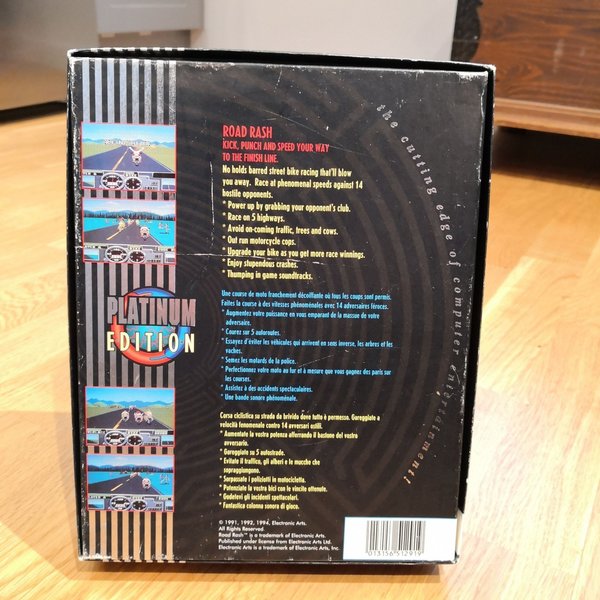 ROAD RASH
KICK, PUNCH AND SPEED YOUR WAY
TO THE FINISH LINE.
No holds barred street bike racing that'll blow
you away. Race at phenomenal speeds against 14
hostile opponents.
* Power up by grabbing your opponent's club.
* Race on 5 highways.
* Avoid on-coming traffic, trees and cows.
* Out run motorcycle cops.
* Upgrade your bike as you get more race winnings.
* Enjoy stupendous crashes.
* Thumping in game soundtracks.
Une course de moto franchement décoiffante où tous les coups sont permis.
Faites la course à des vitesses phénoménales avec 14 adversaires féroces.
* Augmentez votre puissance en vous emparant de la massue de votre
adversaire.
* Courez sur 5 autoroutes.
* Essayez d'éviter les véhicules qui arrivent en sens inverse, les arbres et les
vaches.
* Semez les motards de la police.
* Perfectionnez votre moto au fur et à mesure que vous gagnez des paris sur
les courses.
* Assistez à des accidents spectaculaires.
* Une bande sonore phénoménale.
Corsa ciclistica su strada da brivido dove tutto è permesso. Gareggiate a
velocità fenomenale contro 14 avversari ostili.
* Aumentate la vostra potenza afferrando il bastone del vostro
avversario.
* Gareggiate su 5 autostrade.
* Evitate il traffico, gli alberi e le mucche che
sopraggiungono.
* Sorpassate i poliziotti in motocicletta.
* Potenziate la vostra bici con le vincite ottenute.
* Godetevi gli incidenti spettacolari.
* Fantastica colonna sonora di gioco.
© 1991, 1992, 1994, Electronic Arts.
All Rights Reserved.
Road Rash™ is a trademark of Electronic Arts.
Published under license from Electronic Arts Ltd.
Electronic Arts is a trademark of Electronic Arts, Inc.
PLATINUM
EDITION
the cutting edge of computer entertainment!!
013156 512919